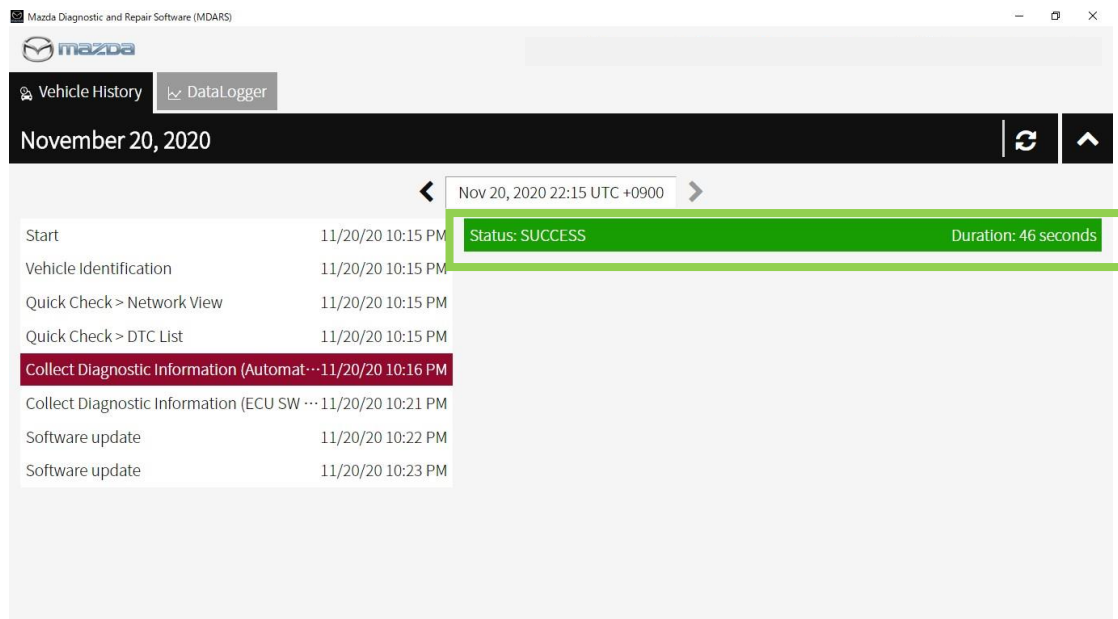 Mazda Diagnostic and Repair Software (MDARS)
mazda
Vehicle History DataLogger
November 20, 2020
Nov 20, 2020 22:15 UTC +0900
Start 11/20/20 10:15 PM
Status: SUCCESS Duration: 46 seconds
Vehicle Identification 11/20/20 10:15 PM
Quick Check > Network View 11/20/20 10:15 PM
Quick Check > DTC List 11/20/20 10:15 PM
Collect Diagnostic Information (Automat⋯11/20/20 10:16 PM
Collect Diagnostic Information (ECU SW ⋯11/20/20 10:21 PM
Software update 11/20/20 10:22 PM
Software update 11/20/20 10:23 PM